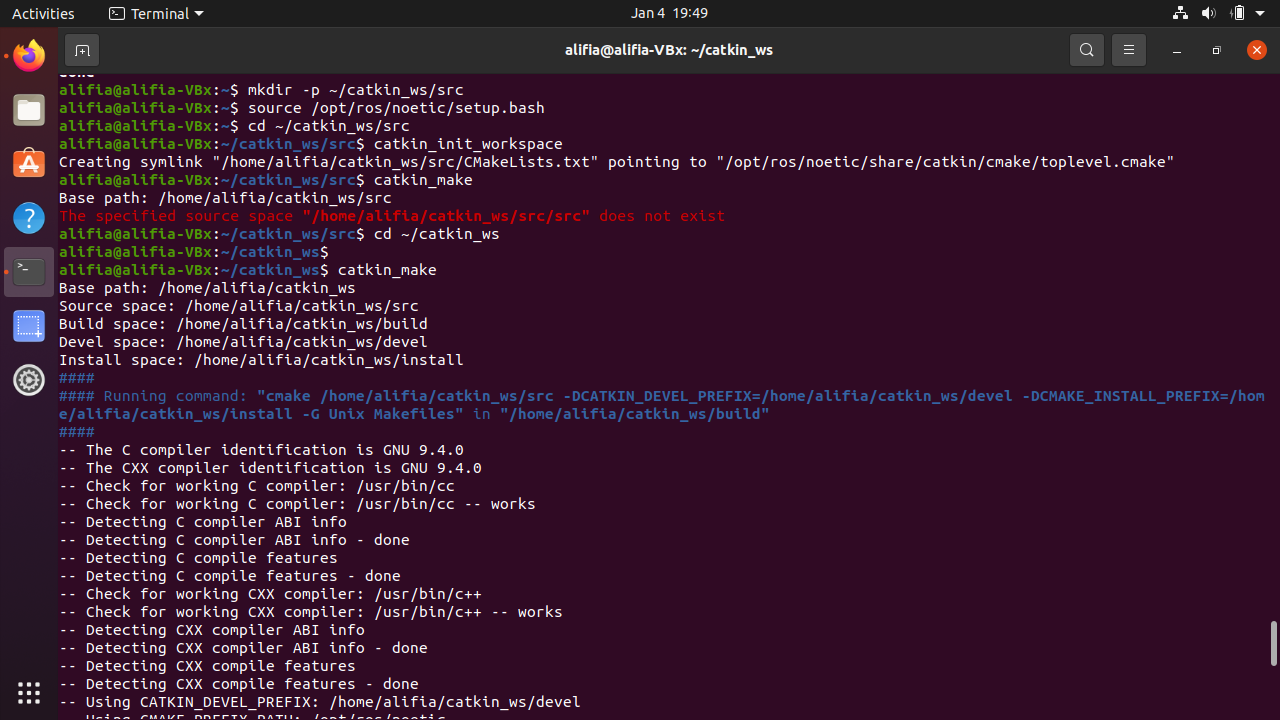 Activities
Terminal
Jan 4 19:49
alifia@alifia-VBx: ~/catkin_ws
done
alifia@alifia-VBx:~$ mkdir -p ~/catkin_ws/src
alifia@alifia-VBx:~$ source /opt/ros/noetic/setup.bash
alifia@alifia-VBx:~$ cd ~/catkin_ws/src
alifia@alifia-VBx:~/catkin_ws/src$ catkin_init_workspace
Creating symlink "/home/alifia/catkin_ws/src/CMakeLists.txt" pointing to "/opt/ros/noetic/share/catkin/cmake/toplevel.cmake"
alifia@alifia-VBx:~/catkin_ws/src$ catkin_make
Base path: /home/alifia/catkin_ws/src
The specified source space "/home/alifia/catkin_ws/src/src" does not exist
alifia@alifia-VBx:~/catkin_ws/src$ cd ~/catkin_ws
alifia@alifia-VBx:~/catkin_ws$
alifia@alifia-VBx:~/catkin_ws$ catkin_make
Base path: /home/alifia/catkin_ws
Source space: /home/alifia/catkin_ws/src
Build space: /home/alifia/catkin_ws/build
Devel space: /home/alifia/catkin_ws/devel
Install space: /home/alifia/catkin_ws/install
####
#### Running command: "cmake /home/alifia/catkin_ws/src -DCATKIN_DEVEL_PREFIX=/home/alifia/catkin_ws/devel -DCMAKE_INSTALL_PREFIX=/hom
e/alifia/catkin_ws/install -G Unix Makefiles" in "/home/alifia/catkin_ws/build"
####
-- The C compiler identification is GNU 9.4.0
-- The CXX compiler identification is GNU 9.4.0
-- Check for working C compiler: /usr/bin/cc
-- Check for working C compiler: /usr/bin/cc -- works
-- Detecting C compiler ABI info
-- Detecting C compiler ABI info - done
-- Detecting C compile features
-- Detecting C compile features - done
-- Check for working CXX compiler: /usr/bin/c++
-- Check for working CXX compiler: /usr/bin/c++ -- works
-- Detecting CXX compiler ABI info
-- Detecting CXX compiler ABI info - done
-- Detecting CXX compile features
-- Detecting CXX compile features - done
-- Using CATKIN_DEVEL_PREFIX: /home/alifia/catkin_ws/devel
-- Using CMAKE_PREFIX_PATH: /opt/ros/noetic